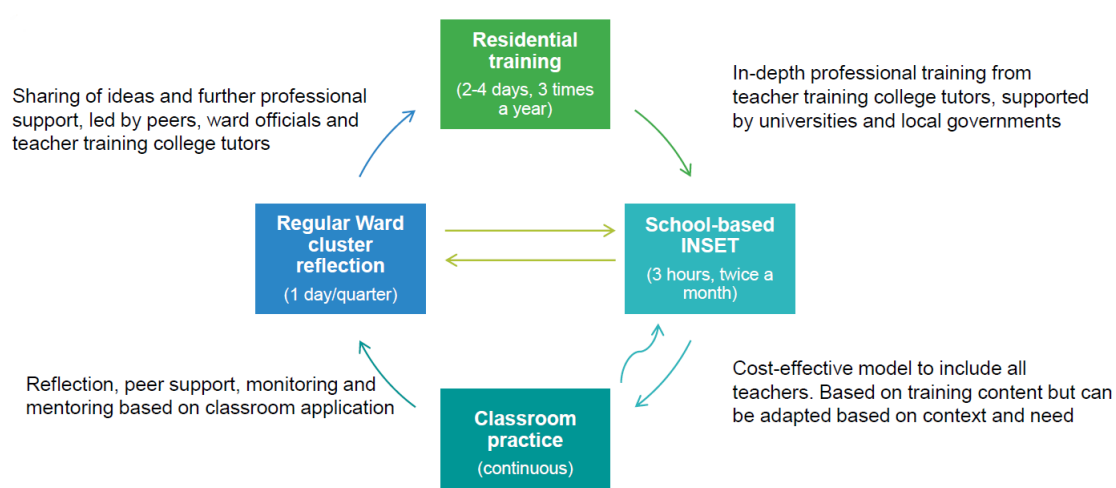 Residential
training
(2-4 days, 3 times
a year)
Sharing of ideas and further professional
support, led by peers, ward officials and
teacher training college tutors
In-depth professional training from
teacher training college tutors, supported
by universities and local governments
Regular Ward
cluster
reflection
(1 day/quarter)
School-based
INSET
(3 hours, twice a
month)
Reflection, peer support, monitoring and
mentoring based on classroom application
Cost-effective model to include all
teachers. Based on training content but can
be adapted based on context and need
Classroom
practice
(continuous)